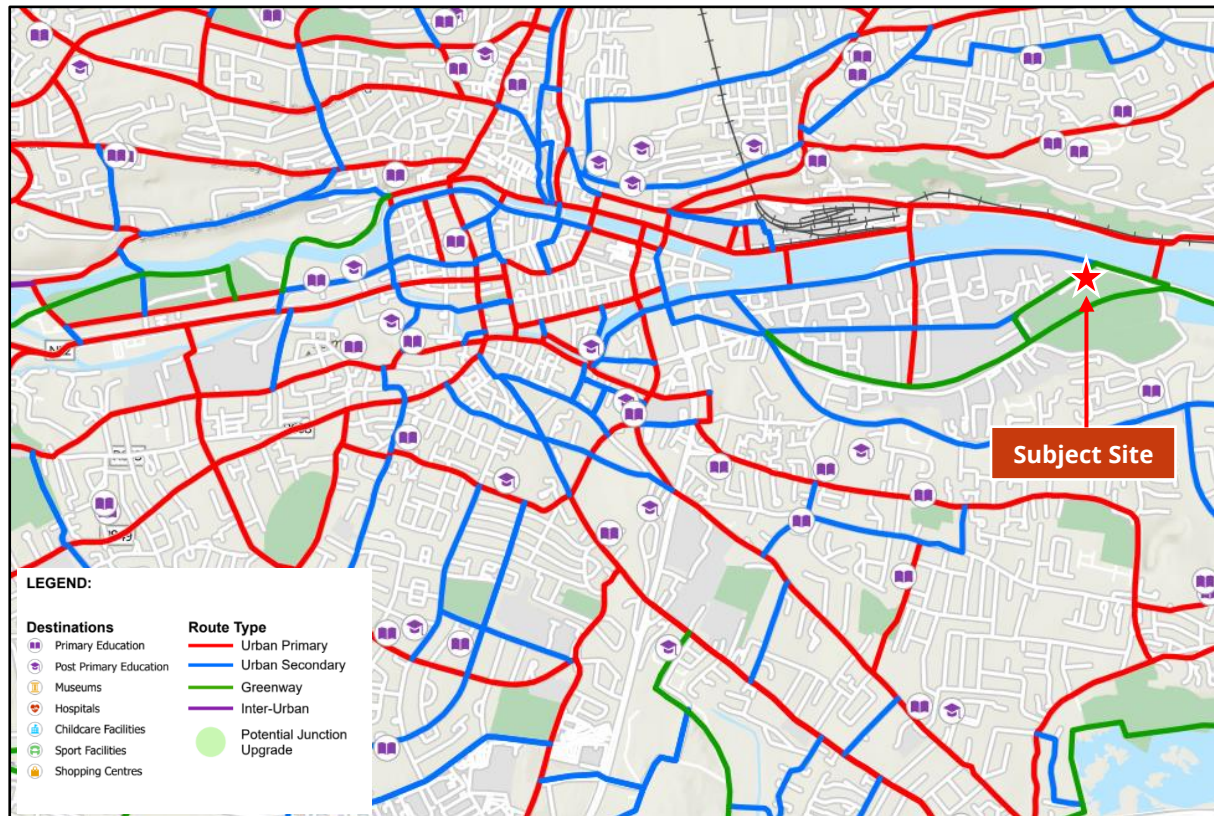 Subject Site
LEGEND:
Destinations
Primary Education
Post Primary Education
Museums
Hospitals
Childcare Facilities
Sport Facilities
Shopping Centres
Route Type
Urban Primary
Urban Secondary
Greenway
Inter-Urban
Potential Junction
Upgrade